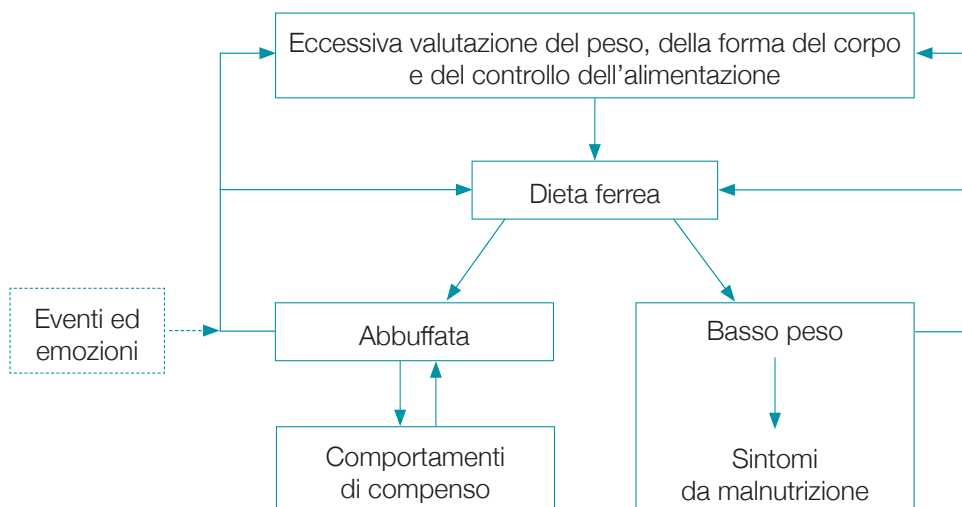 Eccessiva valutazione del peso, della forma del corpo
e del controllo dell’alimentazione
Dieta ferrea
Eventi ed
emozioni
Abbuffata
Basso peso
Comportamenti
di compenso
Sintomi
da malnutrizione